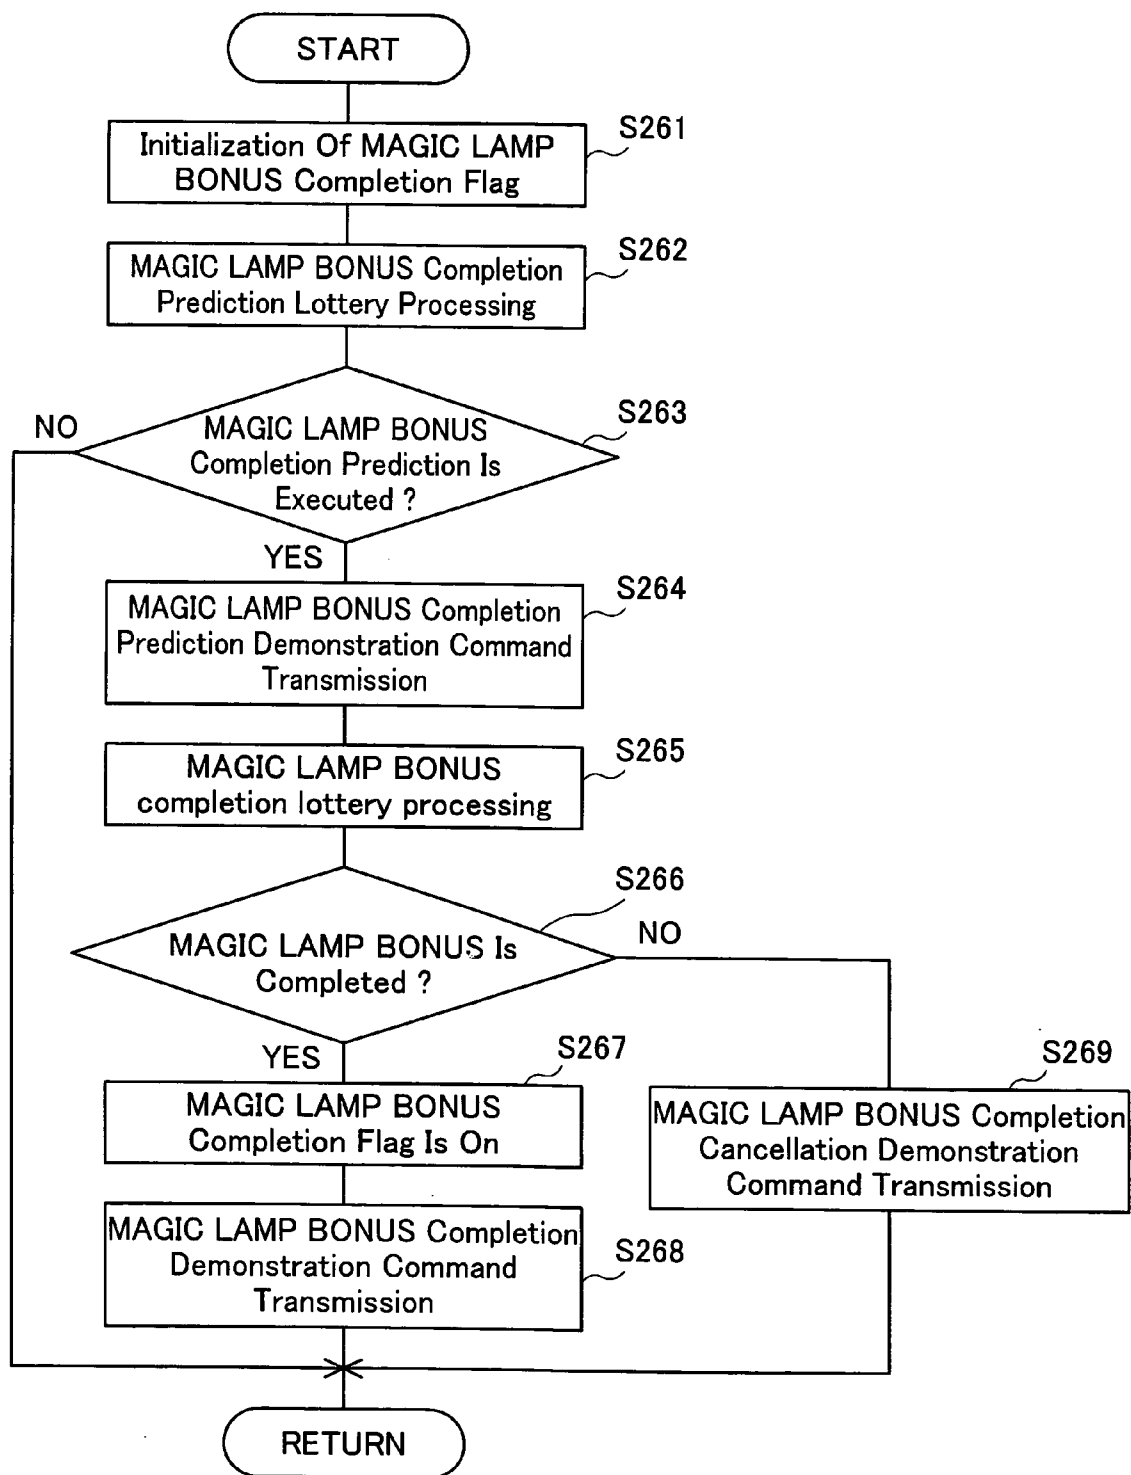 START
S261
Initialization Of MAGIC LAMP
BONUS Completion Flag
S262
MAGIC LAMP BONUS Completion
Prediction Lottery Processing
S263
NO
MAGIC LAMP BONUS
Completion Prediction Is
Executed ?
YES
S264
MAGIC LAMP BONUS Completion
Prediction Demonstration Command
Transmission
S265
MAGIC LAMP BONUS
completion lottery processing
S266
NO
MAGIC LAMP BONUS Is
Completed ?
YES
S267
MAGIC LAMP BONUS
Completion Flag Is On
S269
MAGIC LAMP BONUS Completion
Cancellation Demonstration
Command Transmission
S268
MAGIC LAMP BONUS Completion
Demonstration Command
Transmission
RETURN